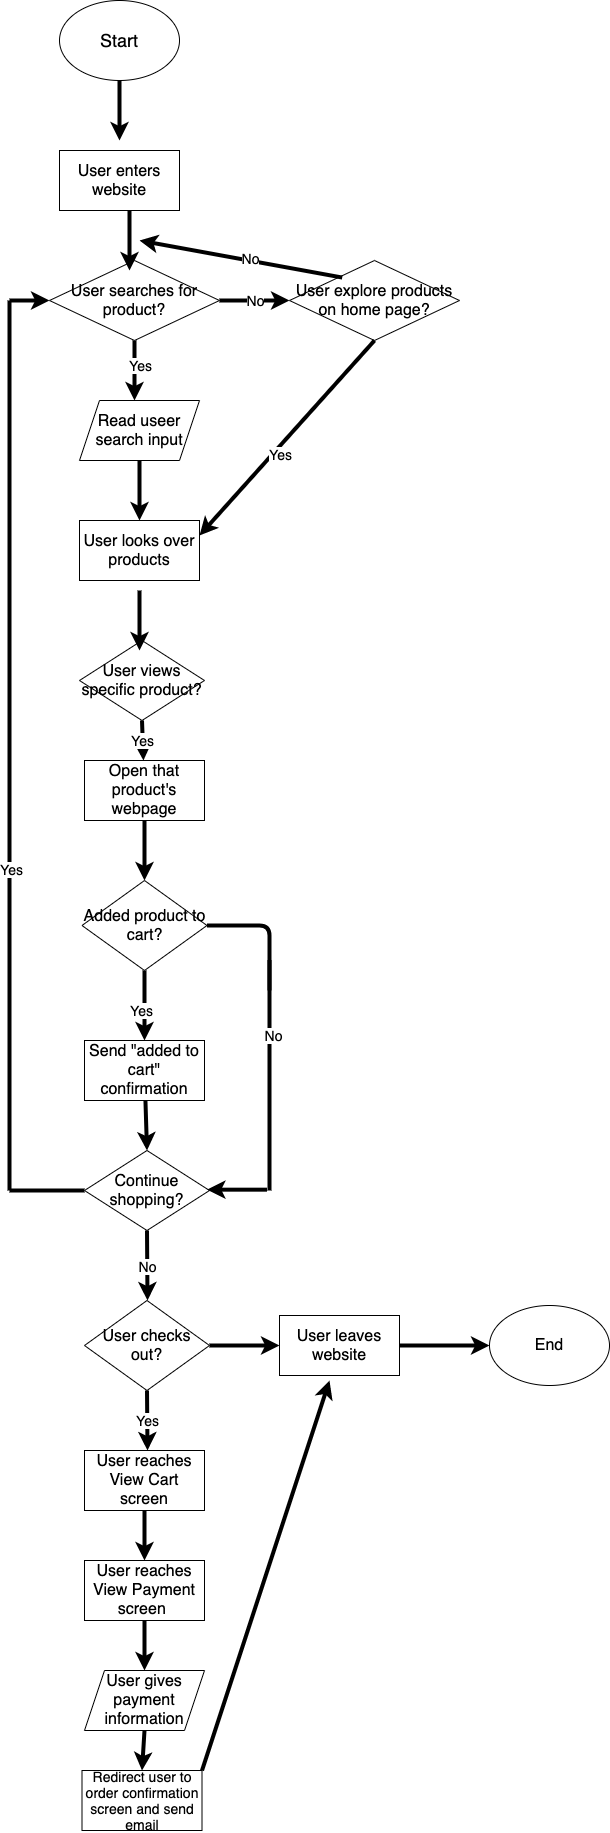 Start
User enters
website
No
User searches for
product?
No
User explore products
on home page?
Yes
Read useer
search input
Yes
User looks over
products
User views
specific product?
Yes
Open that
product's
webpage
Yes
Added product to
cart?
Yes
No
Send "added to
cart"
confirmation
Continue
shopping?
No
User checks
out?
User leaves
website
End
Yes
User reaches
View Cart
screen
User reaches
View Payment
screen
User gives
payment
information
Redirect user to
order confirmation
screen and send
email